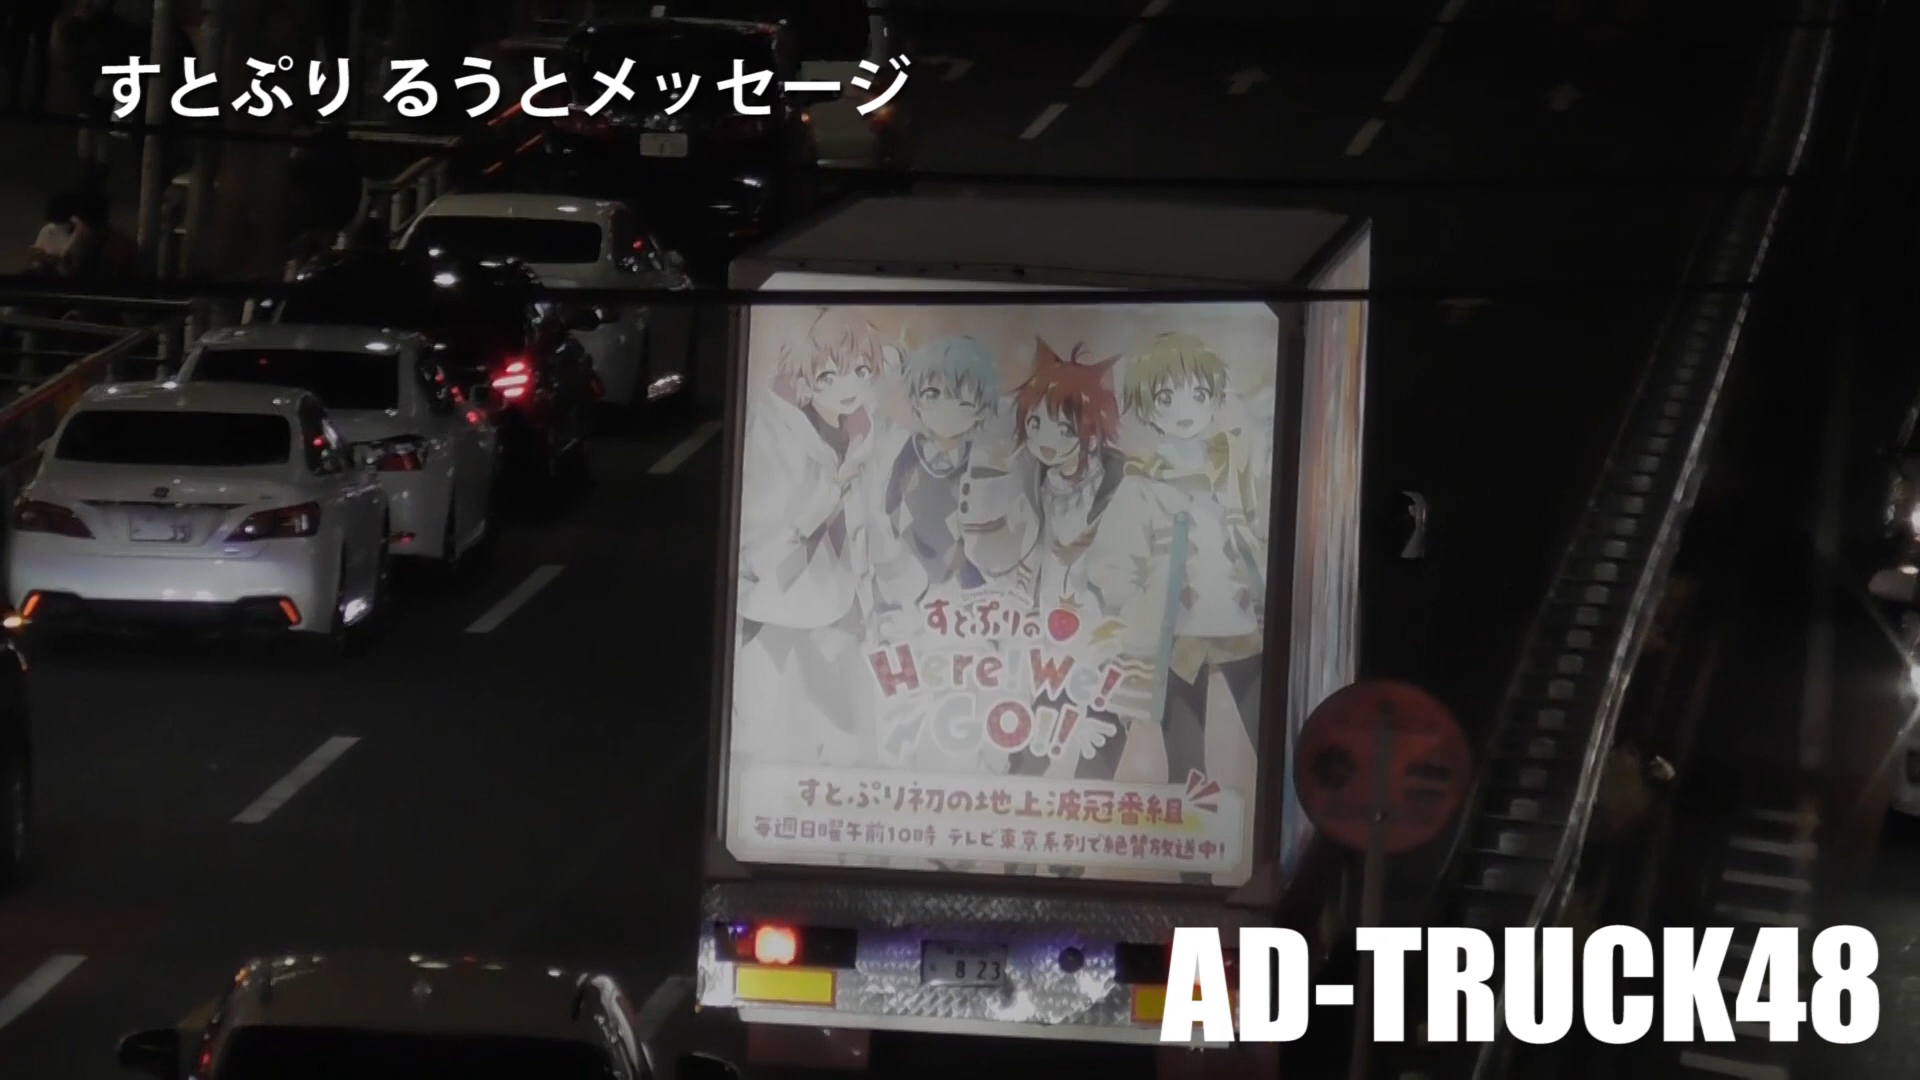 すとぷり るうとメッセージ
すとぷりの
Here! We!
GO!!
すとぷり初の地上波冠番組
毎週日曜午前10時 テレビ東京系列で絶賛放送中!
8 23
AD-TRUCK48